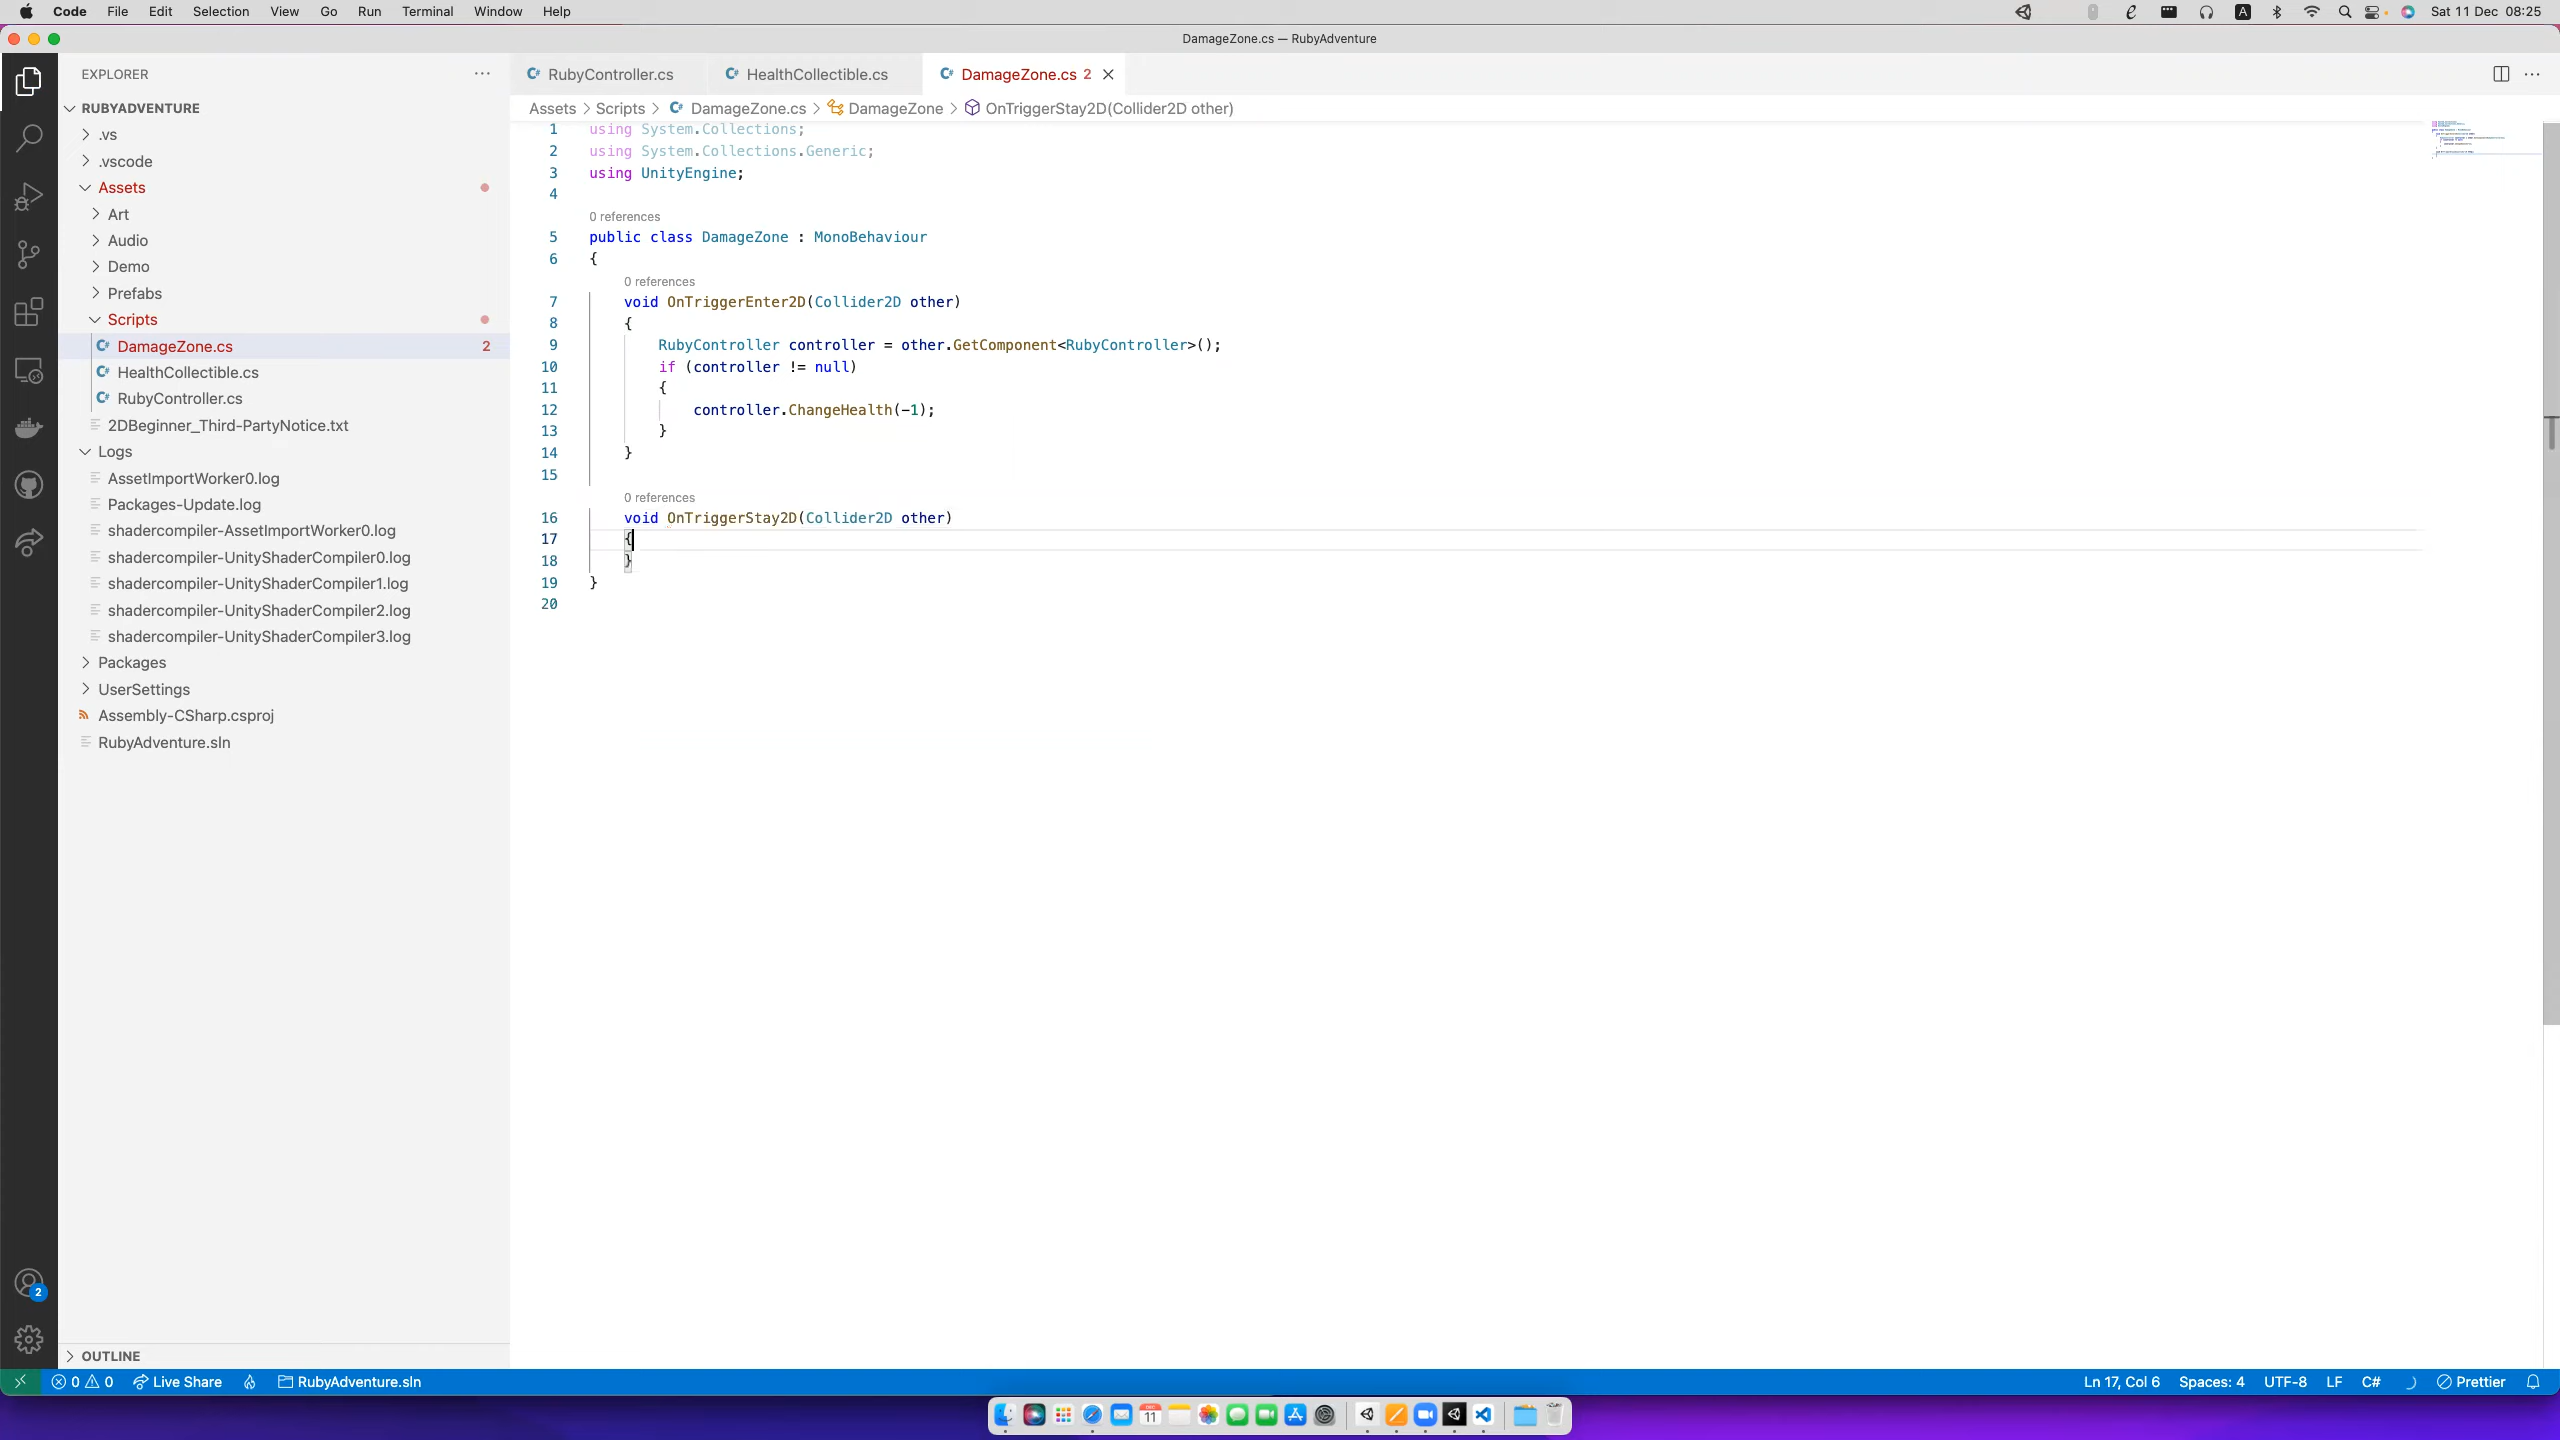 Code File Edit Selection View Go Run Terminal Window Help
A Sat 11 Dec 08:25
DamageZone.cs — RubyAdventure
EXPLORER
RUBYADVENTURE
.vs
.vscode
Assets
Art
Audio
Demo
Prefabs
Scripts
DamageZone.cs 2
HealthCollectible.cs
RubyController.cs
2DBeginner_Third-PartyNotice.txt
Logs
AssetImportWorker0.log
Packages-Update.log
shadercompiler-AssetImportWorker0.log
shadercompiler-UnityShaderCompiler0.log
shadercompiler-UnityShaderCompiler1.log
shadercompiler-UnityShaderCompiler2.log
shadercompiler-UnityShaderCompiler3.log
Packages
UserSettings
Assembly-CSharp.csproj
RubyAdventure.sln
OUTLINE
RubyController.cs HealthCollectible.cs DamageZone.cs 2
Assets > Scripts > DamageZone.cs > DamageZone > OnTriggerStay2D(Collider2D other)
1 using System.Collections;
2 using System.Collections.Generic;
3 using UnityEngine;
4
0 references
5 public class DamageZone : MonoBehaviour
6 {
0 references
7 void OnTriggerEnter2D(Collider2D other)
8 {
9 RubyController controller = other.GetComponent<RubyController>();
10 if (controller != null)
11 {
12 controller.ChangeHealth(-1);
13 }
14 }
15
0 references
16 void OnTriggerStay2D(Collider2D other)
17 {
18 }
19 }
20
2
0 0 Live Share RubyAdventure.sln
Ln 17, Col 6 Spaces: 4 UTF-8 LF C# Prettier
11